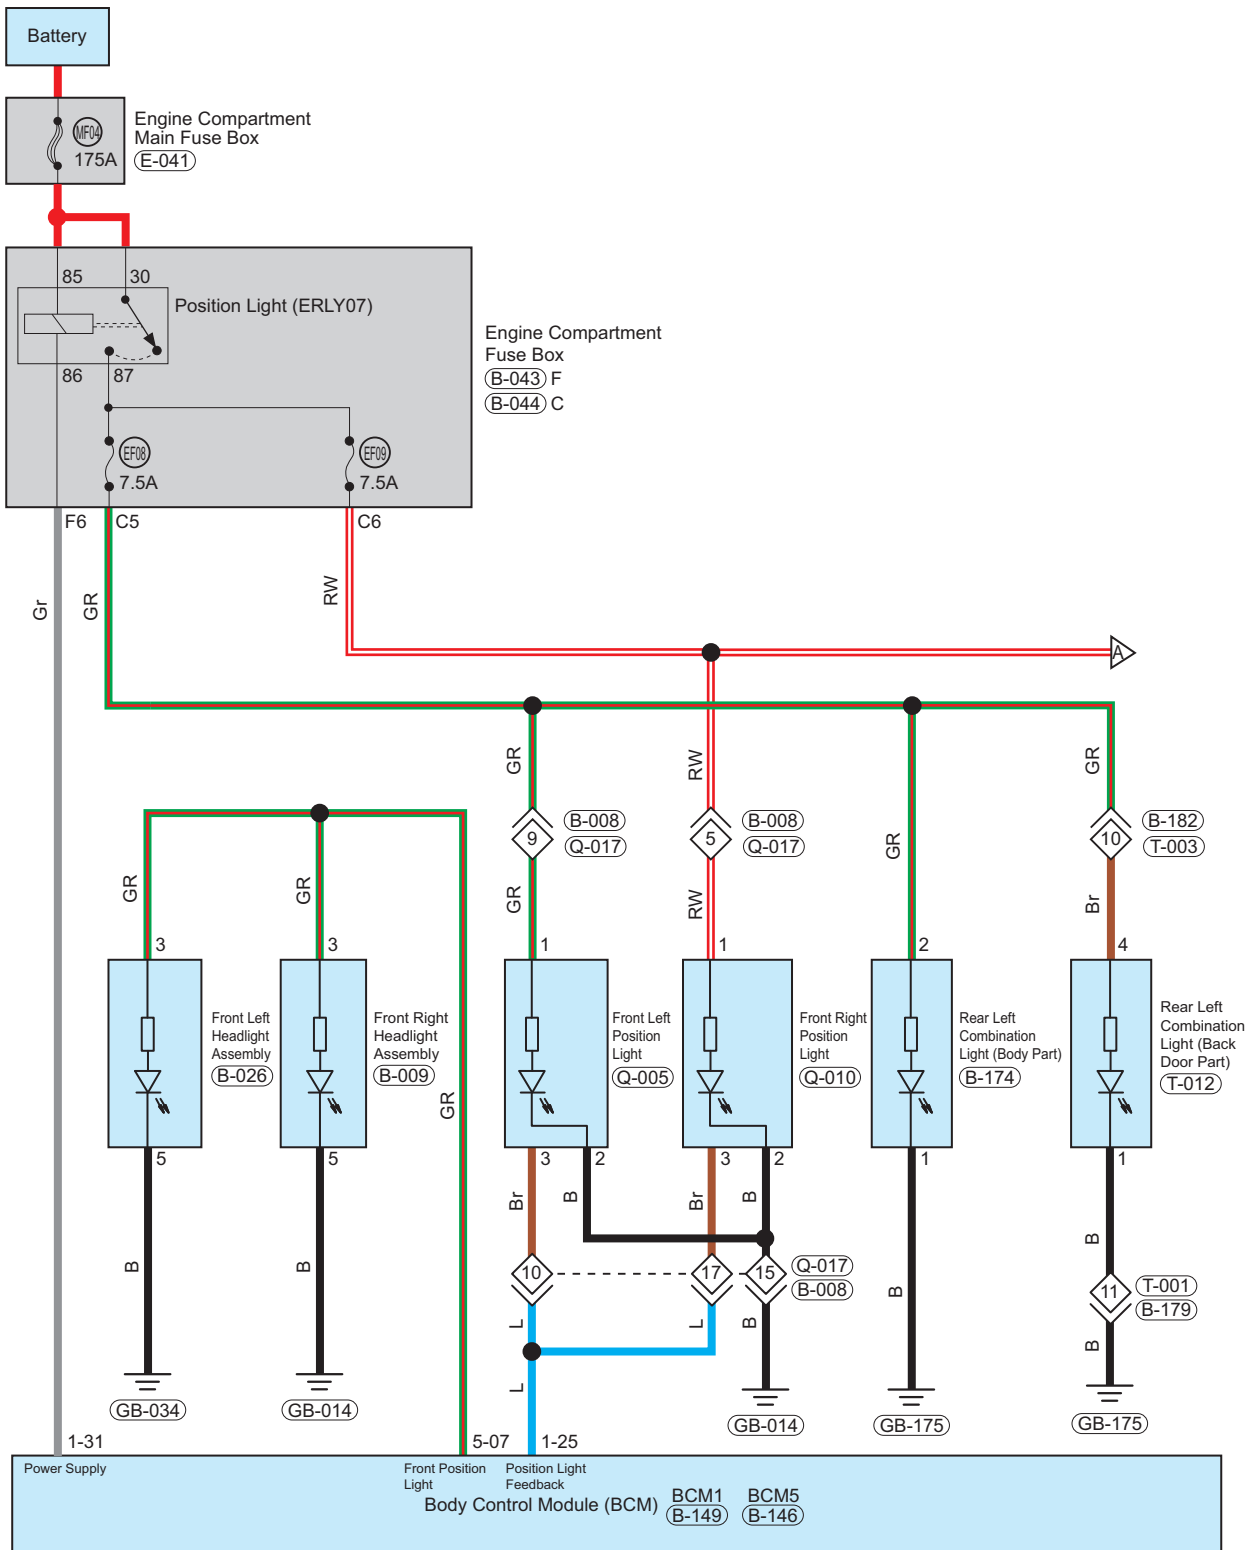 Battery
MF04
175A
Engine Compartment
Main Fuse Box
E-041
85
30
Position Light (ERLY07)
86
87
EF08
7.5A
EF09
7.5A
Engine Compartment
Fuse Box
B-043 F
B-044 C
F6
C5
C6
Gr
GR
RW
A
GR
RW
GR
GR
9
B-008
Q-017
5
B-008
Q-017
10
B-182
T-003
GR
GR
GR
RW
Br
3
3
1
1
2
4
Front Left
Headlight
Assembly
B-026
Front Right
Headlight
Assembly
B-009
GR
Front Left
Position
Light
Q-005
Front Right
Position
Light
Q-010
Rear Left
Combination
Light (Body Part)
B-174
Rear Left
Combination
Light (Back
Door Part)
T-012
5
5
3
2
3
2
1
1
Br
B
Br
B
B
B
B
B
10
17
15
Q-017
B-008
11
T-001
B-179
L
L
B
B
L
GB-034
GB-014
GB-014
GB-175
GB-175
1-31
5-07
1-25
Power Supply
Front Position
Light
Position Light
Feedback
Body Control Module (BCM)
BCM1
B-149
BCM5
B-146